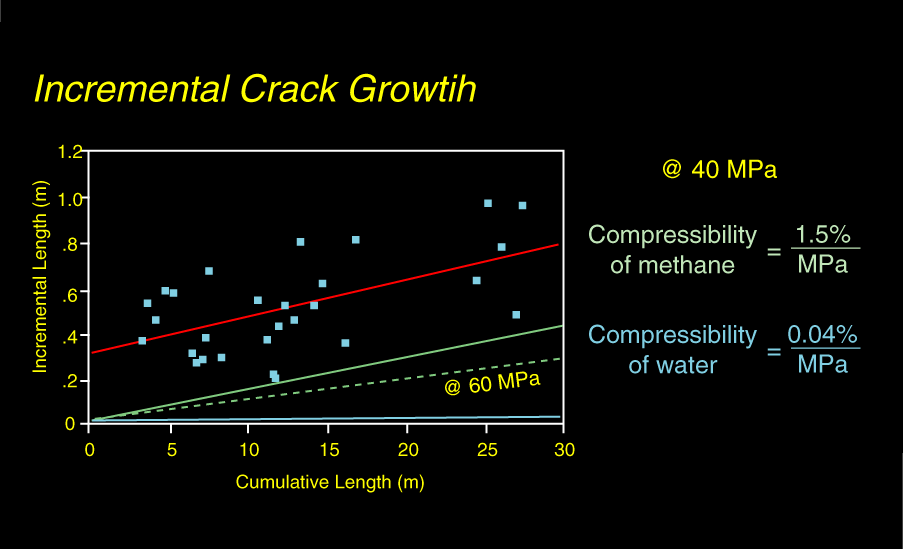 Incremental Crack Growtih
1.2
1.0
.8
.6
.4
.2
0
Incremental Length (m)
0 5 10 15 20 25 30
Cumulative Length (m)
@ 60 MPa
@ 40 MPa
Compressibility
of methane
= 1.5%
MPa
Compressibility
of water
= 0.04%
MPa